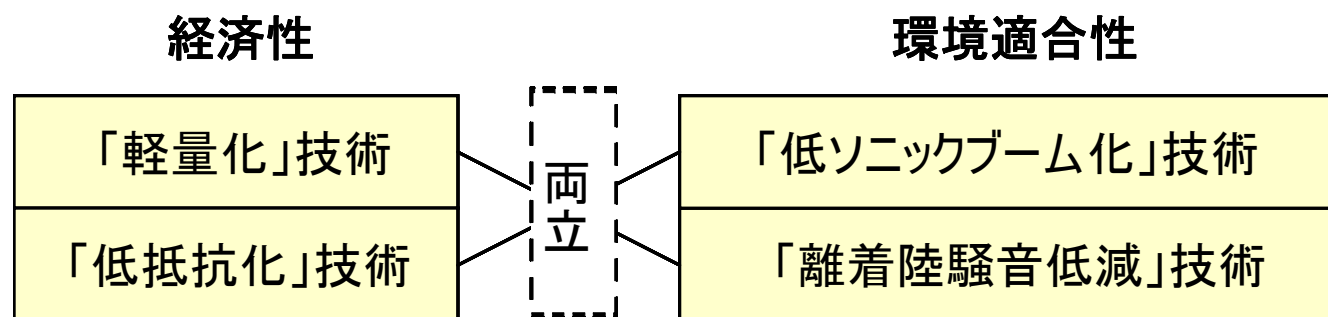 経済性
環境適合性
「軽量化」技術
「低抵抗化」技術
両立
「低ソニックブーム化」技術
「離着陸騒音低減」技術